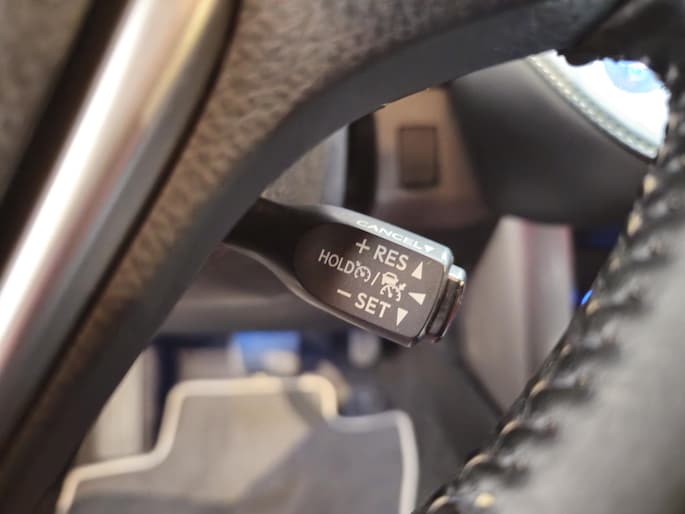 CANCEL▼
+ RES ▲
HOLD /
− SET ▼